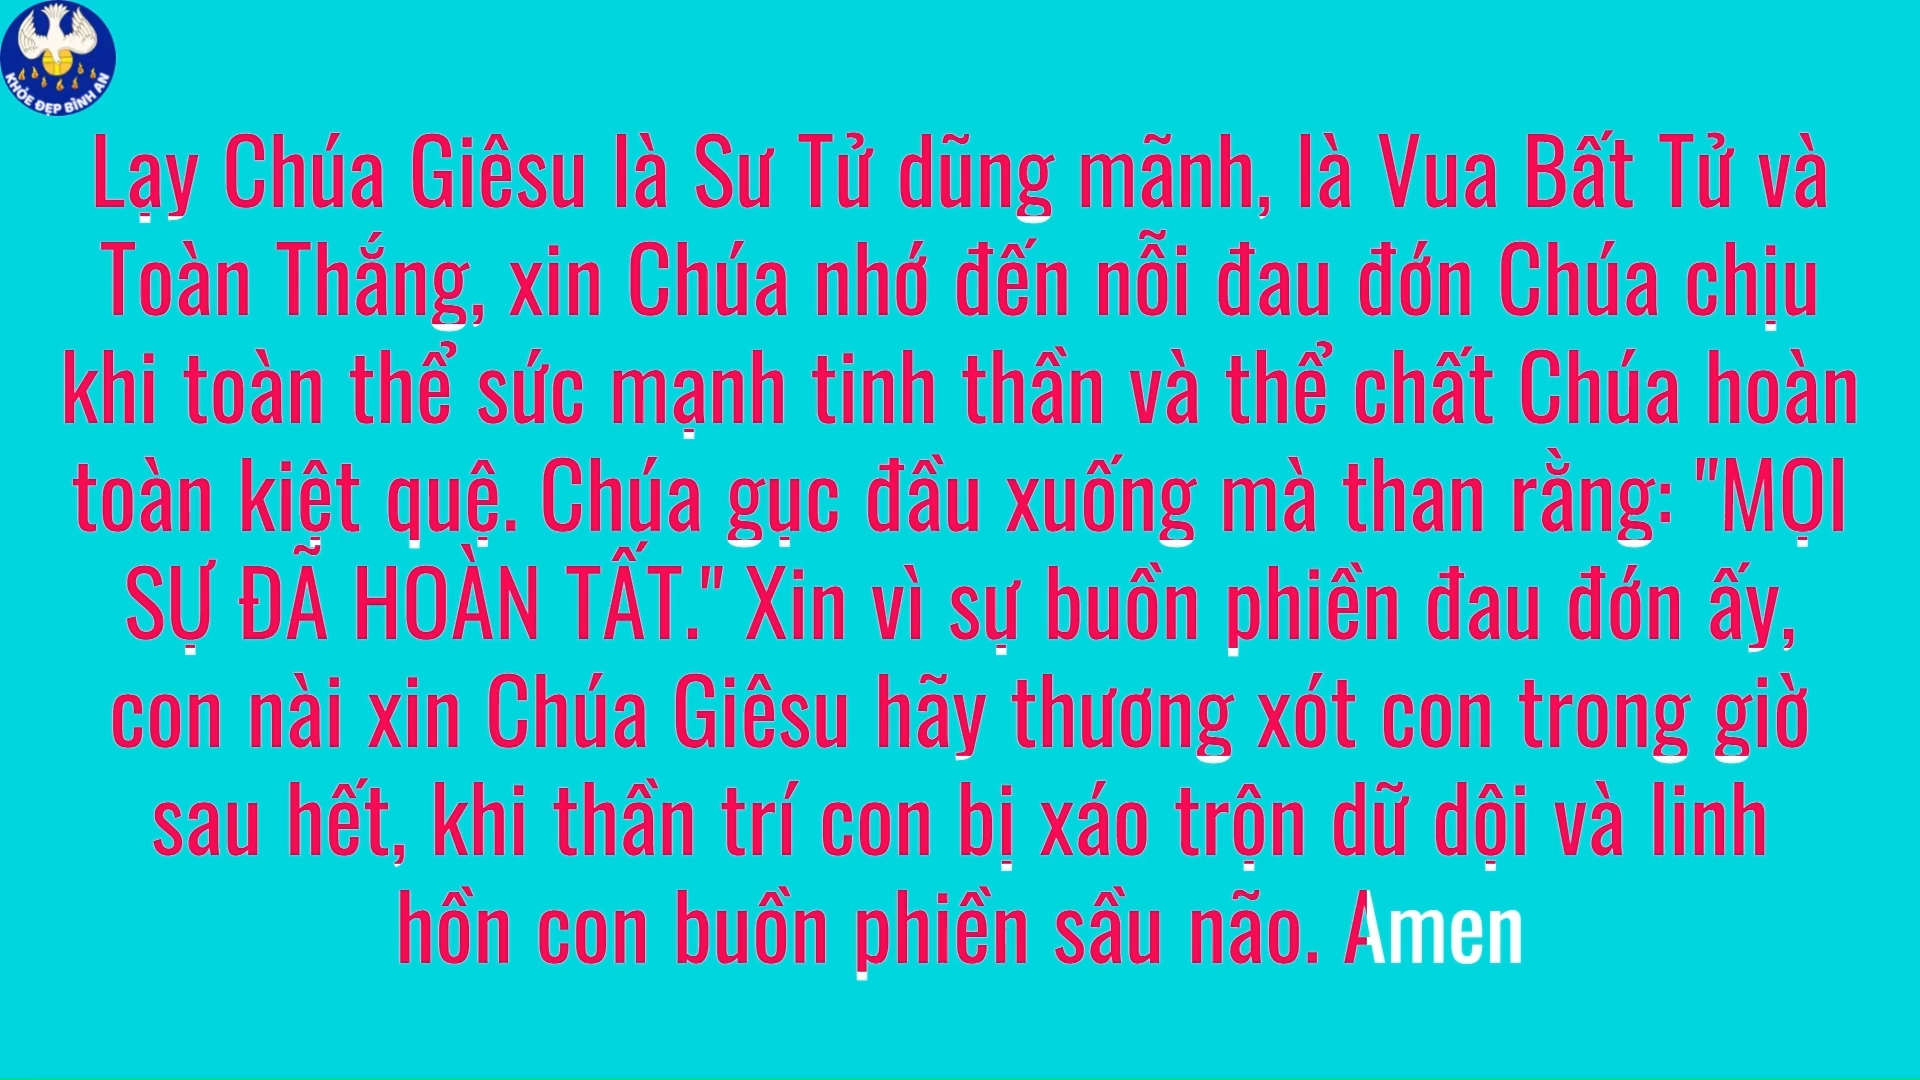 KHỎE ĐẸP BÌNH AN
Lạy Chúa Giêsu là Sư Tử dũng mãnh, là Vua Bất Tử và
Toàn Thắng, xin Chúa nhớ đến nỗi đau đớn Chúa chịu
khi toàn thể sức mạnh tinh thần và thể chất Chúa hoàn
toàn kiệt quệ. Chúa gục đầu xuống mà than rằng: "MỌI
SỰ ĐÃ HOÀN TẤT." Xin vì sự buồn phiền đau đớn ấy,
con nài xin Chúa Giêsu hãy thương xót con trong giờ
sau hết, khi thần trí con bị xáo trộn dữ dội và linh
hồn con buồn phiền sầu não. Amen